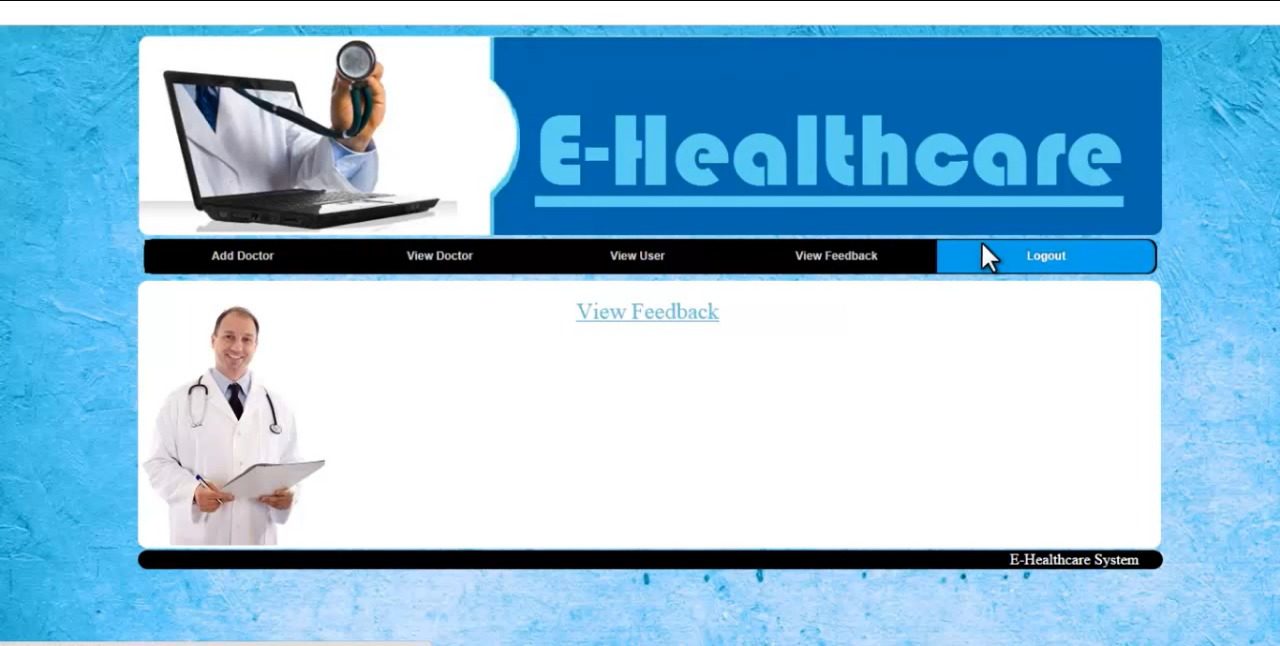 E-Healthcare
Add Doctor View Doctor View User View Feedback Logout
View Feedback
E-Healthcare System